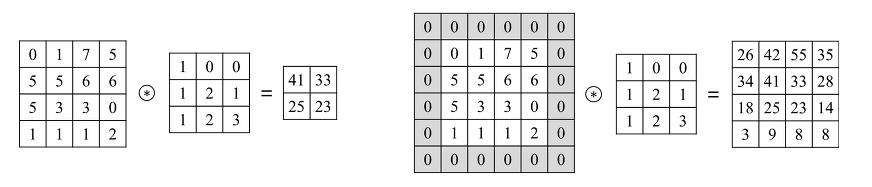 0 1 7 5
5 5 6 6
5 3 3 0
1 1 1 2
⊛
1 0 0
1 2 1
1 2 3
=
41 33
25 23
0 0 0 0 0 0
0 0 1 7 5 0
0 5 5 6 6 0
0 5 3 3 0 0
0 1 1 1 2 0
0 0 0 0 0 0
⊛
1 0 0
1 2 1
1 2 3
=
26 42 55 35
34 41 33 28
18 25 23 14
3 9 8 8